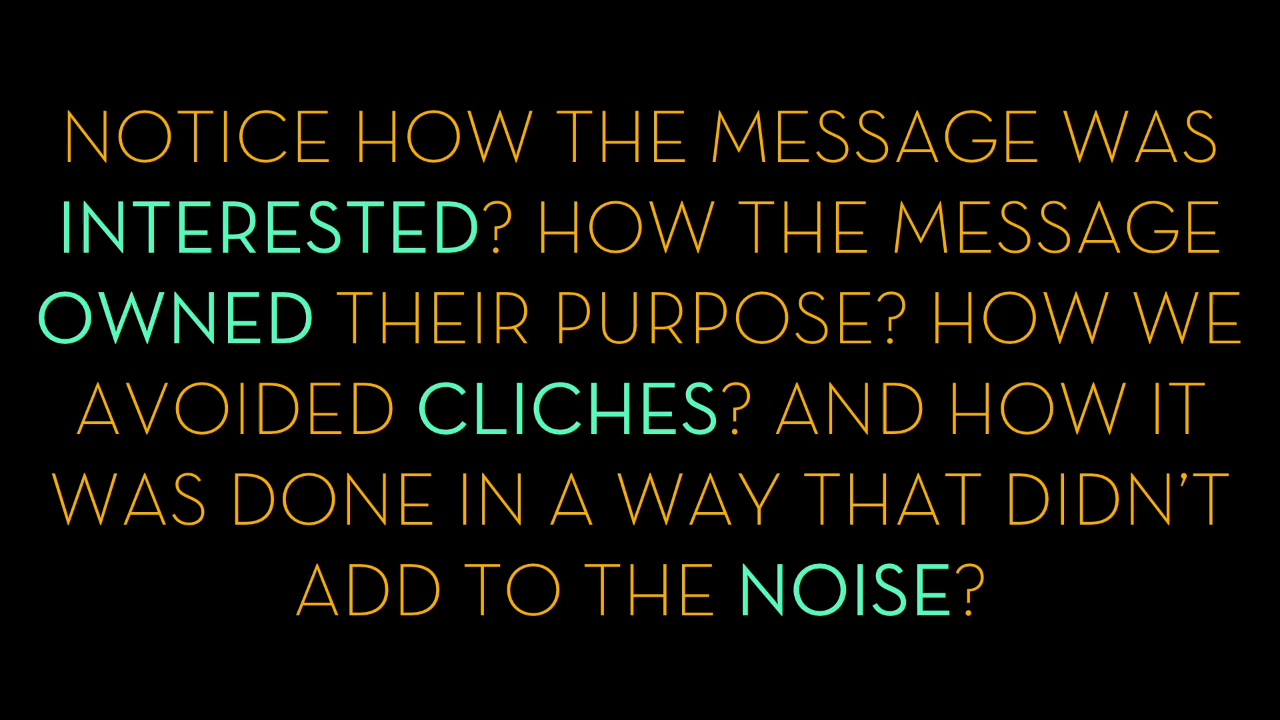 NOTICE HOW THE MESSAGE WAS
INTERESTED? HOW THE MESSAGE
OWNED THEIR PURPOSE? HOW WE
AVOIDED CLICHES? AND HOW IT
WAS DONE IN A WAY THAT DIDN’T
ADD TO THE NOISE?